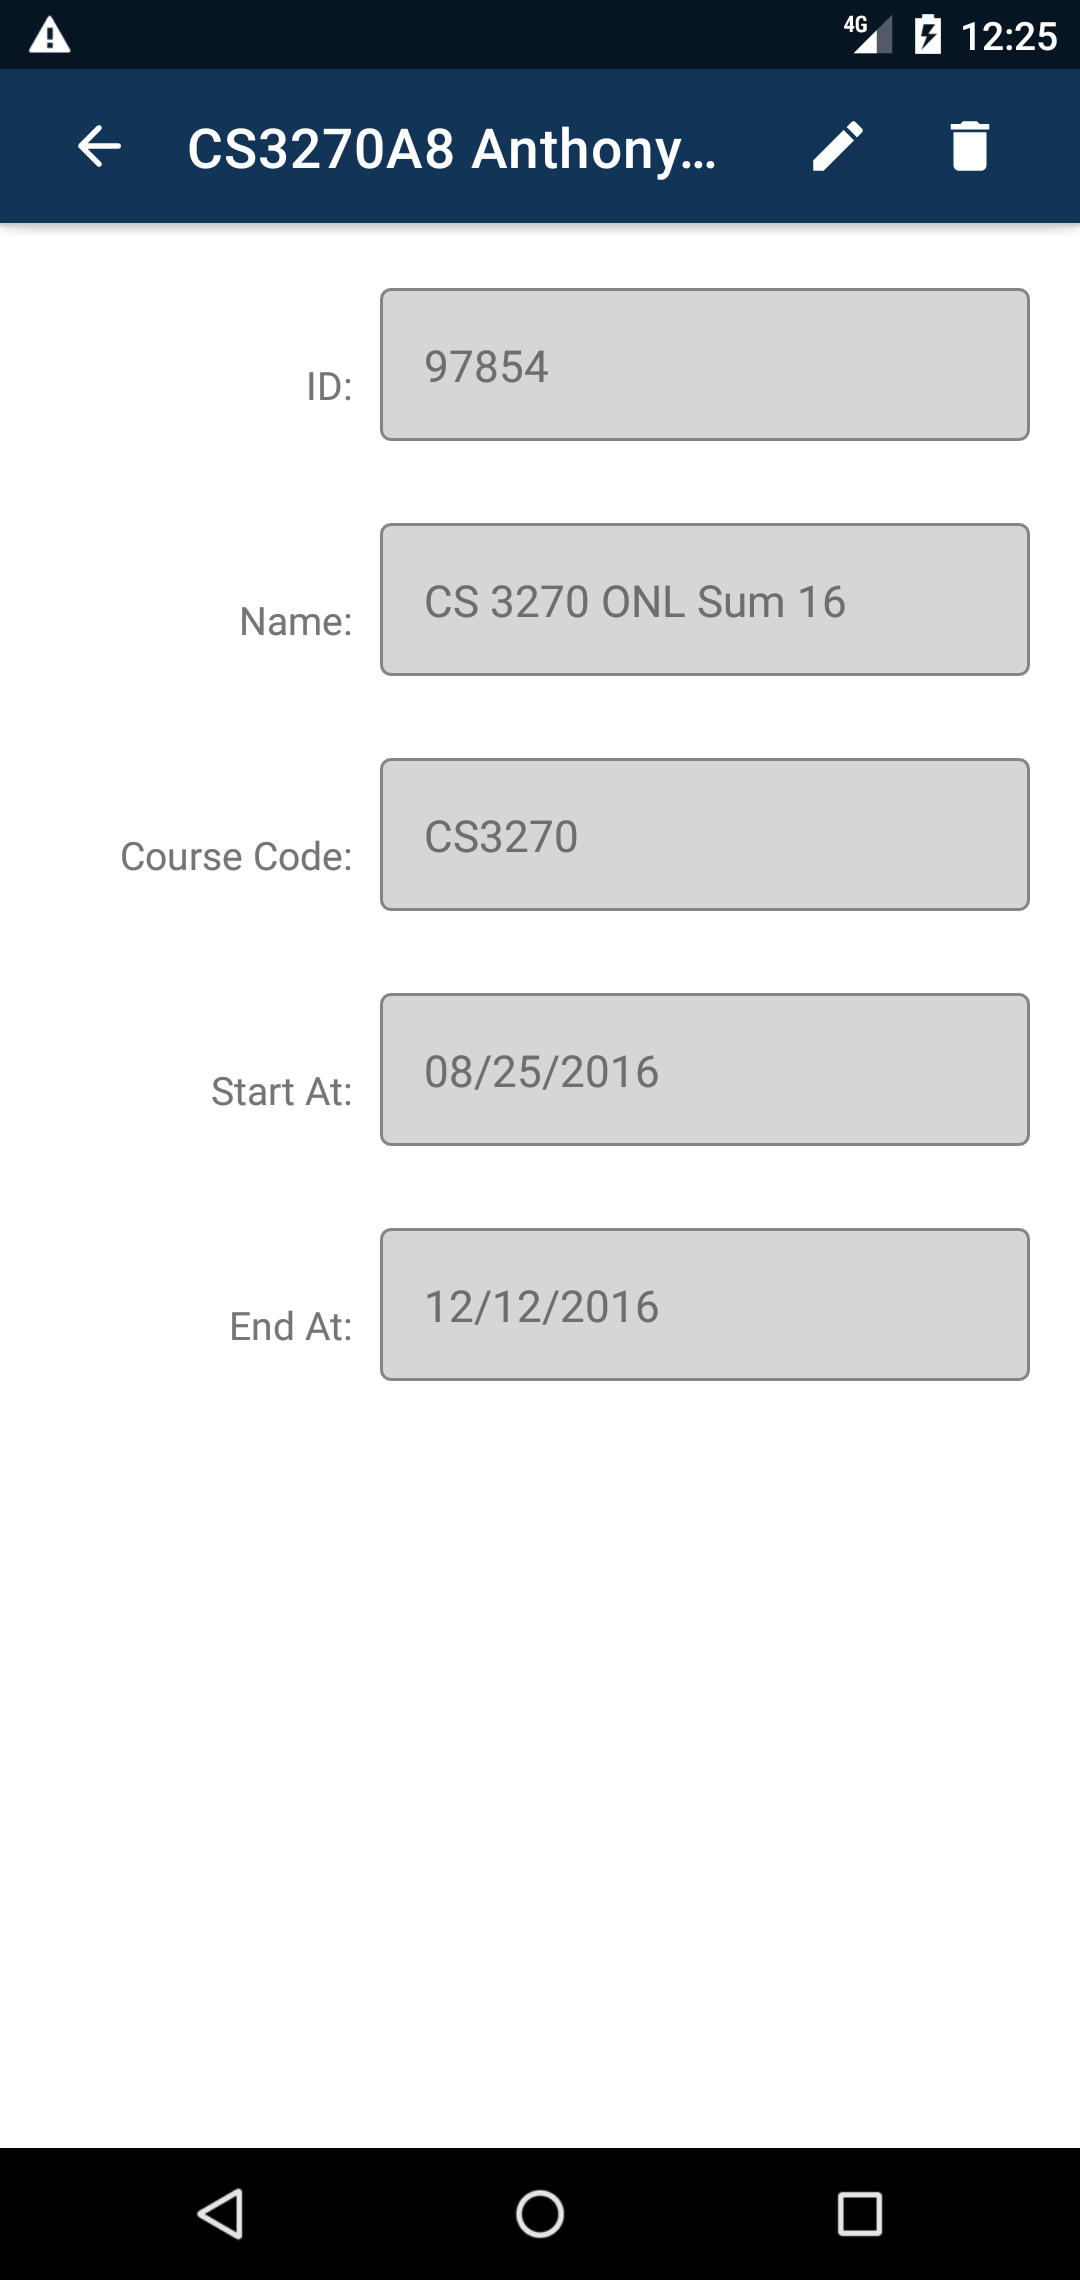 4G 12:25
CS3270A8 Anthony...
ID: 97854
Name: CS 3270 ONL Sum 16
Course Code: CS3270
Start At: 08/25/2016
End At: 12/12/2016